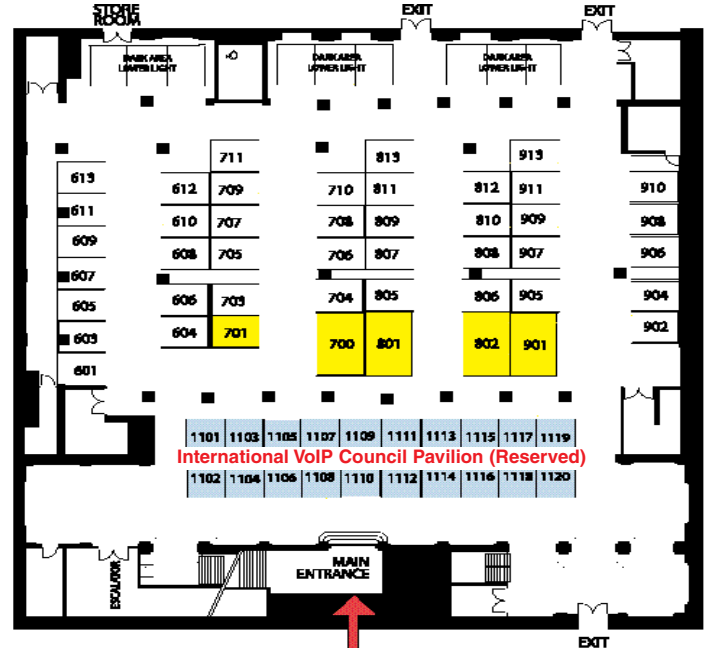 STORE
ROOM
EXIT
EXIT
DARK AREA
LOWER LIGHT
DARK AREA
LOWER LIGHT
DARK AREA
LOWER LIGHT
711
813
913
613
612
709
710
811
812
911
910
611
610
707
708
809
810
909
908
609
608
705
706
807
808
907
906
607
606
703
704
805
806
905
904
605
603
604
701
700
801
802
901
902
601
1101 1103 1105 1107 1109 1111 1113 1115 1117 1119
International VoIP Council Pavilion (Reserved)
1102 1104 1106 1108 1110 1112 1114 1116 1118 1120
MAIN
ENTRANCE
ESCALATOR
EXIT